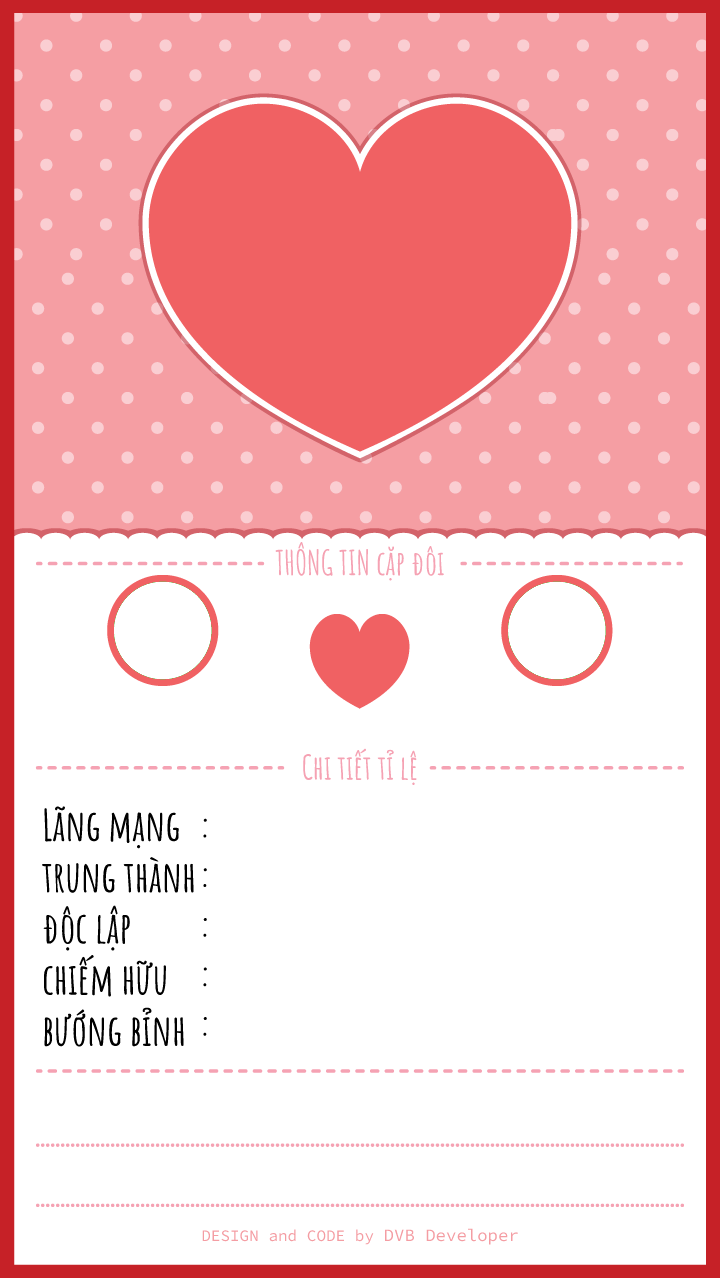 THÔNG TIN CẶP ĐÔI
CHI TIẾT TỈ LỆ
LÃNG MẠNG :
TRUNG THÀNH :
ĐỘC LẬP :
CHIẾM HỮU :
BƯỚNG BỈNH :
DESIGN and CODE by DVB Developer